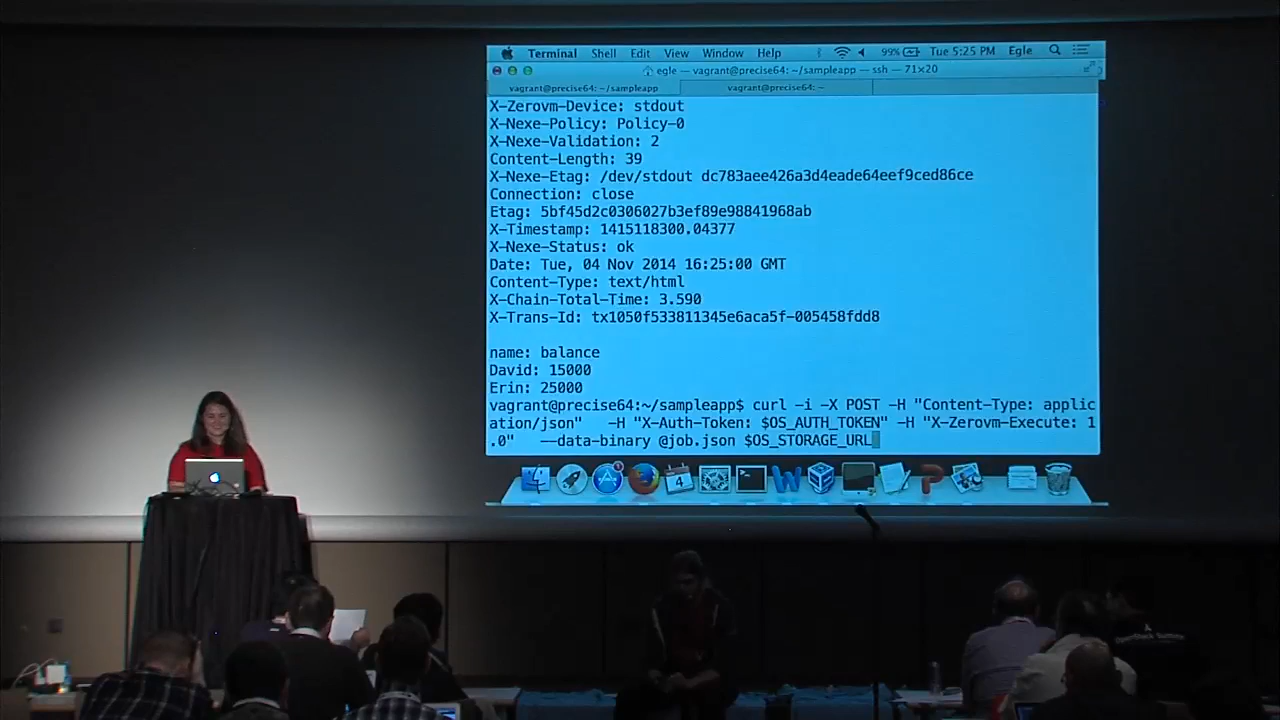 Terminal Shell Edit View Window Help 99% Tue 5:25 PM Egle
egle — vagrant@precise64: ~/sampleapp — ssh — 71×20
vagrant@precise64: ~/sampleapp vagrant@precise64: ~
X-Zerovm-Device: stdout
X-Nexe-Policy: Policy-0
X-Nexe-Validation: 2
Content-Length: 39
X-Nexe-Etag: /dev/stdout dc783aee426a3d4eade64eef9ced86ce
Connection: close
Etag: 5bf45d2c0306027b3ef89e98841968ab
X-Timestamp: 1415118300.04377
X-Nexe-Status: ok
Date: Tue, 04 Nov 2014 16:25:00 GMT
Content-Type: text/html
X-Chain-Total-Time: 3.590
X-Trans-Id: tx1050f533811345e6aca5f-005458fdd8
name: balance
David: 15000
Erin: 25000
vagrant@precise64:~/sampleapp$ curl -i -X POST -H "Content-Type: applic
ation/json" -H "X-Auth-Token: $OS_AUTH_TOKEN" -H "X-Zerovm-Execute: 1
.0" --data-binary @job.json $OS_STORAGE_URL
4
openstack